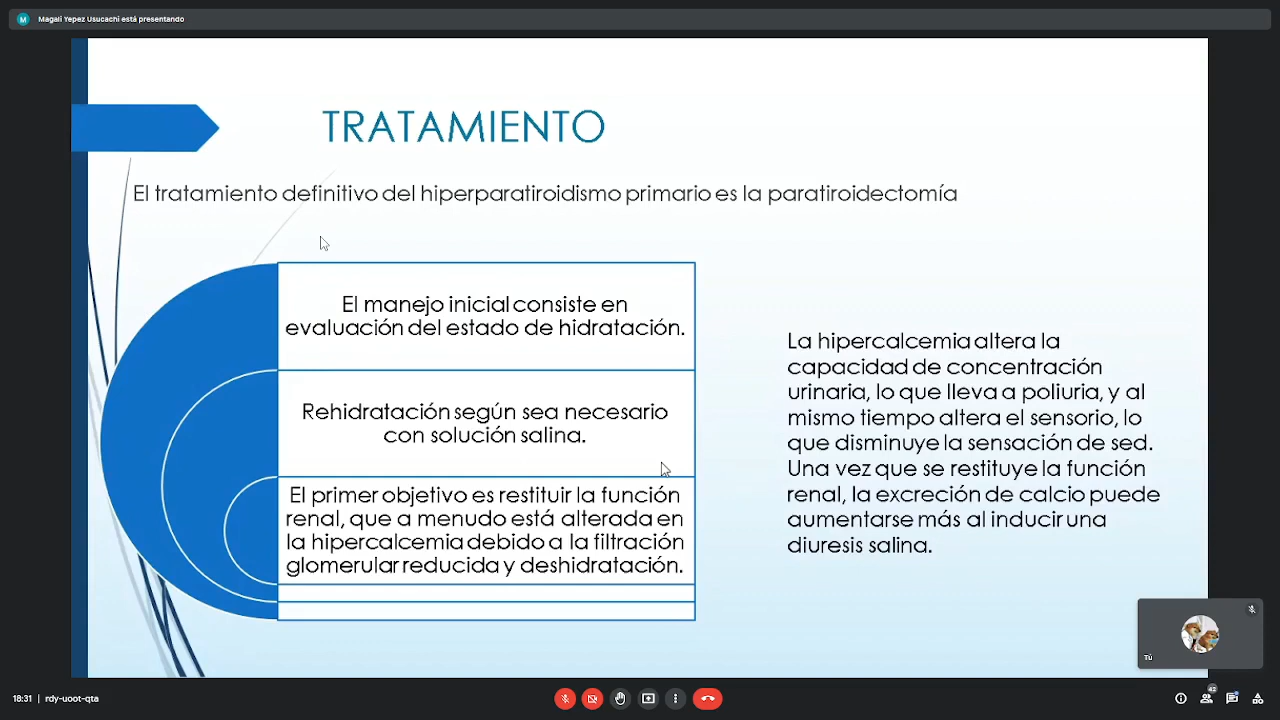 M Magali Yepez Usucachi está presentando
TRATAMIENTO
El tratamiento definitivo del hiperparatiroidismo primario es la paratiroidectomía
El manejo inicial consiste en
evaluación del estado de hidratación.
Rehidratación según sea necesario
con solución salina.
El primer objetivo es restituir la función
renal, que a menudo está alterada en
la hipercalcemia debido a la filtración
glomerular reducida y deshidratación.
La hipercalcemia altera la
capacidad de concentración
urinaria, lo que lleva a poliuria, y al
mismo tiempo altera el sensorio, lo
que disminuye la sensación de sed.
Una vez que se restituye la función
renal, la excreción de calcio puede
aumentarse más al inducir una
diuresis salina.
Tú
18:31 | rdy-uoot-qta
42